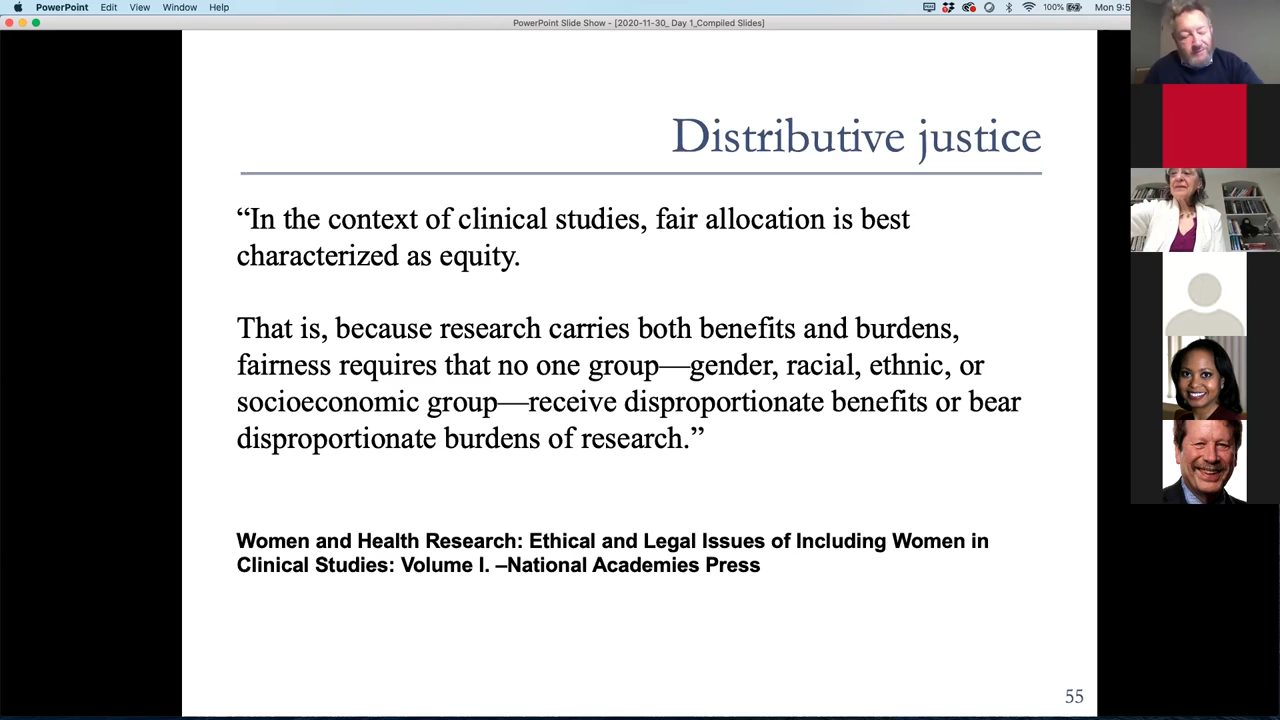 PowerPoint Edit View Window Help 100% Mon 9:5
PowerPoint Slide Show - [2020-11-30_ Day 1_Compiled Slides]
Distributive justice
“In the context of clinical studies, fair allocation is best
characterized as equity.
That is, because research carries both benefits and burdens,
fairness requires that no one group—gender, racial, ethnic, or
socioeconomic group—receive disproportionate benefits or bear
disproportionate burdens of research.”
Women and Health Research: Ethical and Legal Issues of Including Women in
Clinical Studies: Volume I. –National Academies Press
55